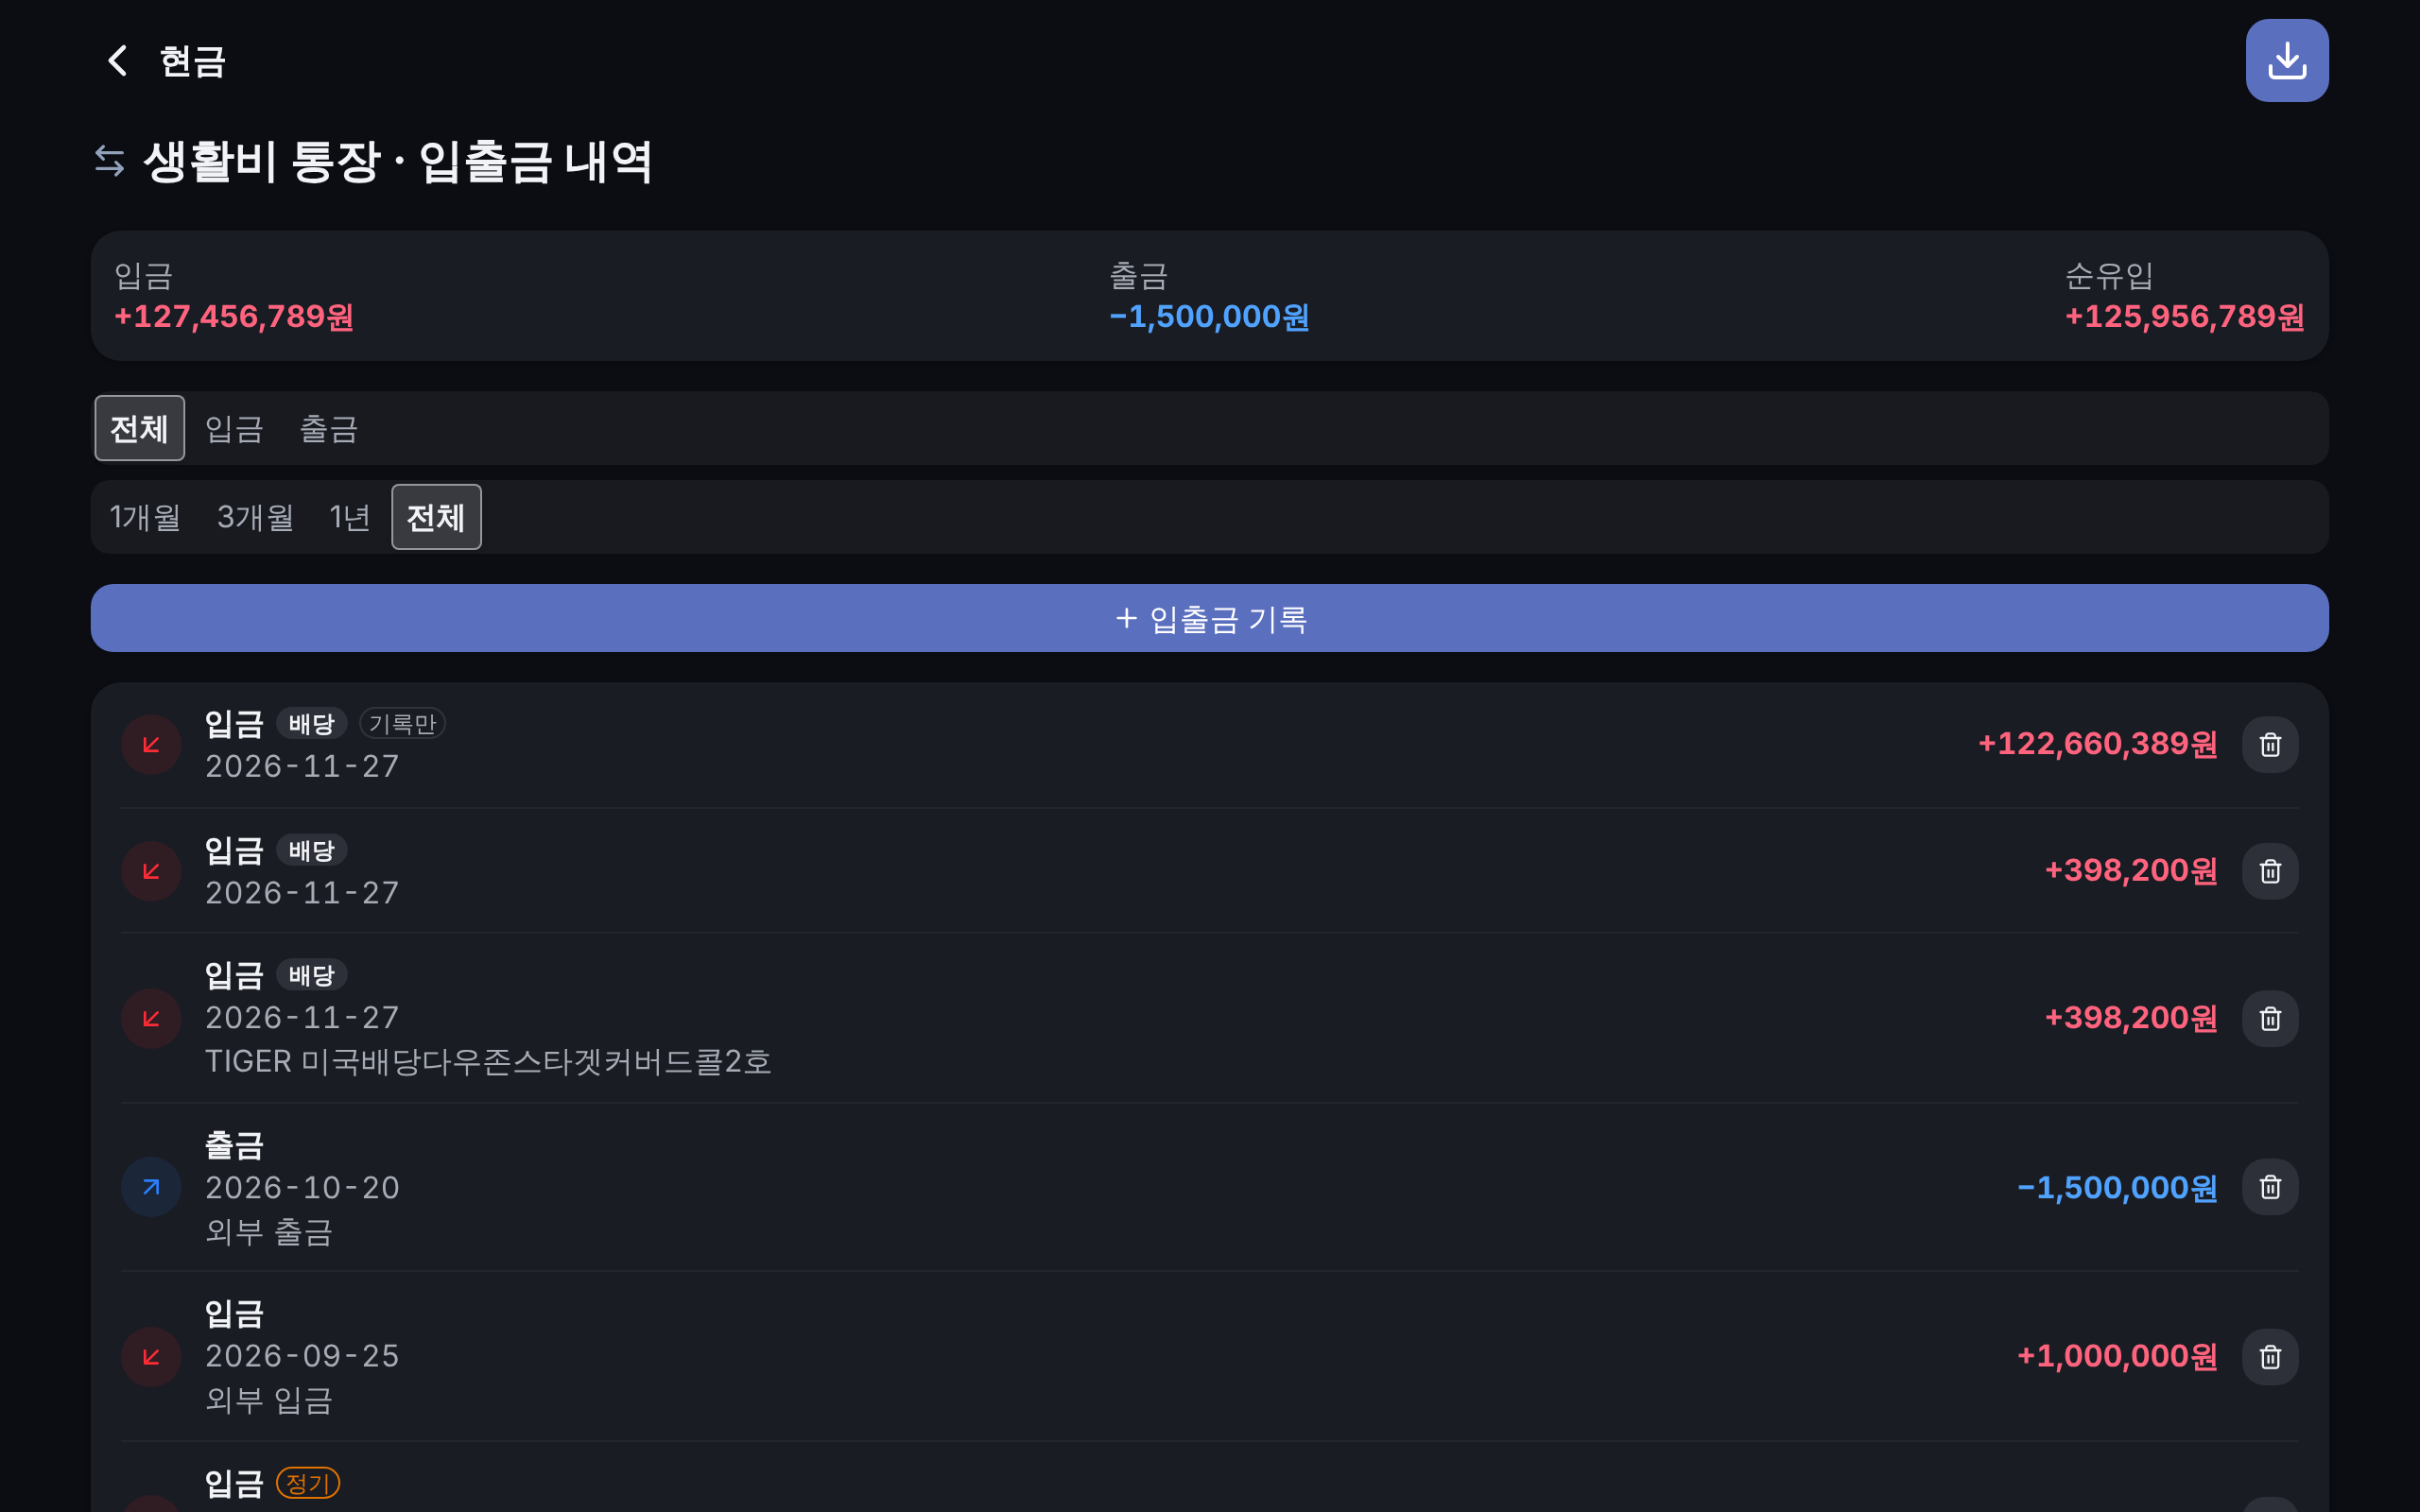 현금
생활비 통장 · 입출금 내역
입금 출금 순유입
+127,456,789원 −1,500,000원 +125,956,789원
전체 입금 출금
1개월 3개월 1년 전체
+ 입출금 기록
입금 배당 기록만
2026-11-27
+122,660,389원
입금 배당
2026-11-27
+398,200원
입금 배당
2026-11-27
TIGER 미국배당다우존스타겟커버드콜2호
+398,200원
출금
2026-10-20
외부 출금
−1,500,000원
입금
2026-09-25
외부 입금
+1,000,000원
입금 정기